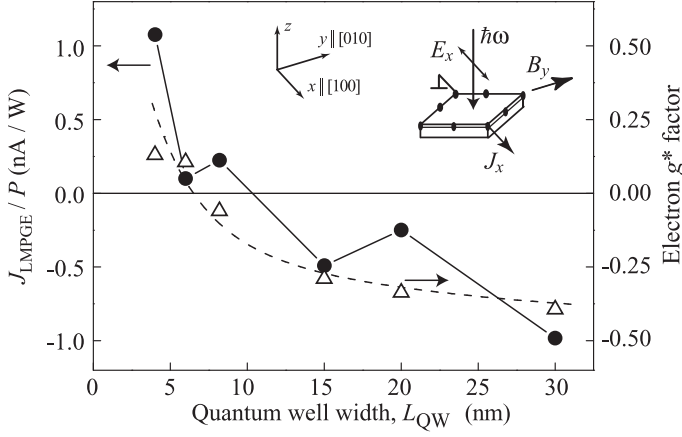 1.0
0.5
0.0
-0.5
-1.0
J_LMPGE / P (nA / W)
z
y || [010]
x || [100]
E_x
ħω
B_y
J_x
0.50
0.25
0.00
-0.25
-0.50
Electron g* factor
0 5 10 15 20 25 30
Quantum well width, L_QW (nm)